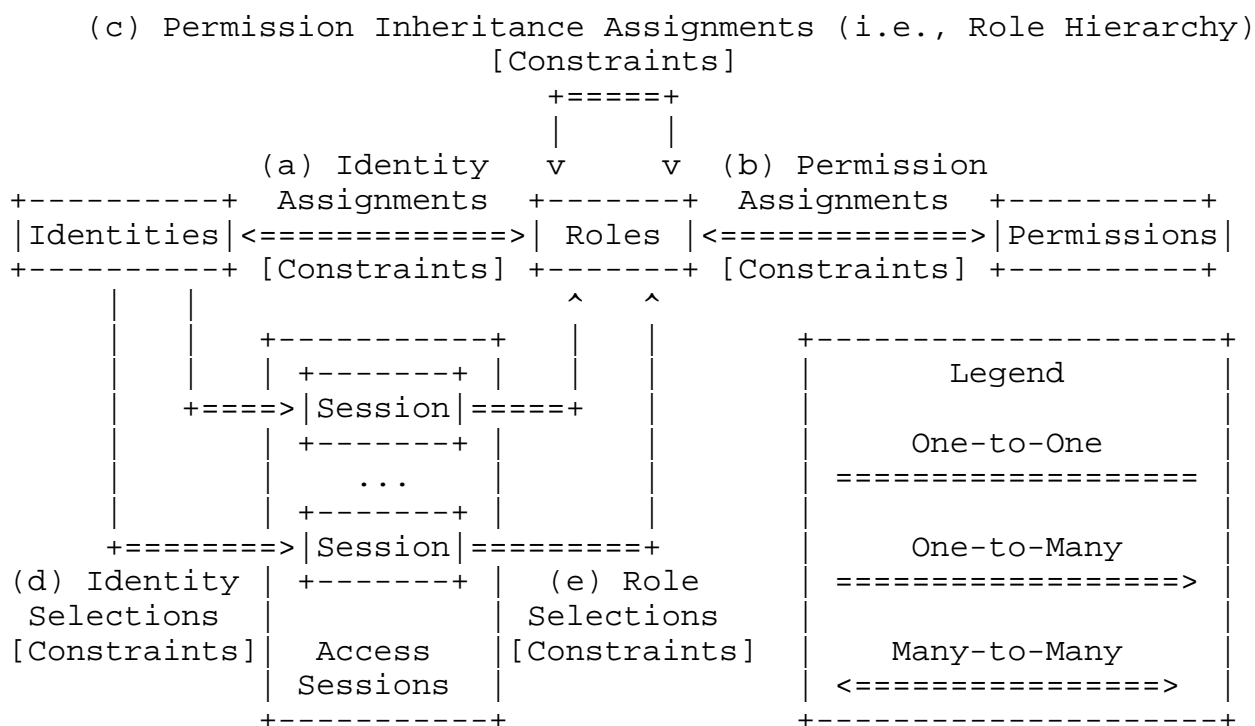 (c) Permission Inheritance Assignments (i.e., Role Hierarchy)
[Constraints]
+=====+
| |
(a) Identity v v (b) Permission
+----------+ Assignments +-------+ Assignments +----------+
|Identities|<=============>| Roles |<=============>|Permissions|
+----------+ [Constraints] +-------+ [Constraints] +----------+
| | ^ ^
| | +-----------+ | | +---------------------+
| | | +-------+ | | | | Legend |
| +====>|Session|=====+ | | |
| | +-------+ | | | One-to-One |
| | ... | | | =================== |
| | +-------+ | | | |
+========>|Session|=========+ | One-to-Many |
(d) Identity | +-------+ | (e) Role | ==================> |
Selections | | Selections | |
[Constraints]| Access |[Constraints] | Many-to-Many |
| Sessions | | <================> |
+-----------+ +---------------------+